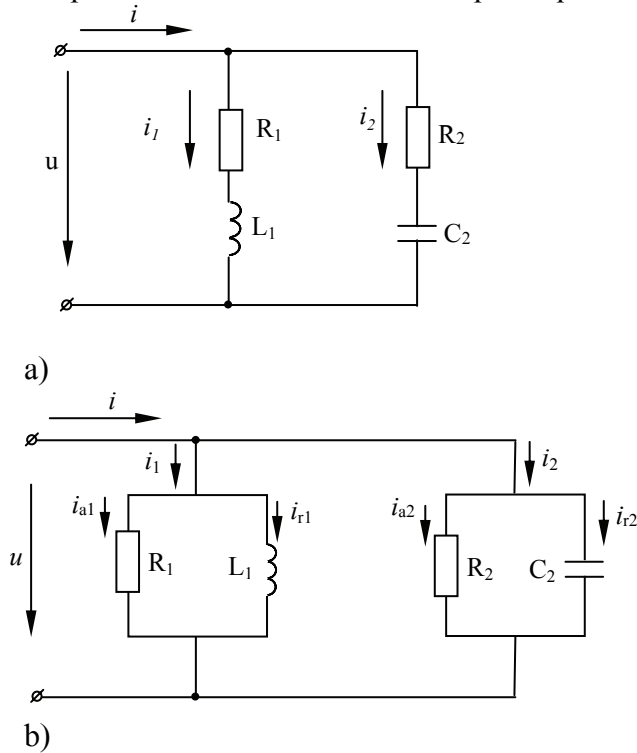 i
i₁
R₁
i₂
R₂
u
L₁
C₂
a)
i
i₁
i₂
iₐ₁
iᵣ₁
iₐ₂
iᵣ₂
u
R₁
L₁
R₂
C₂
b)